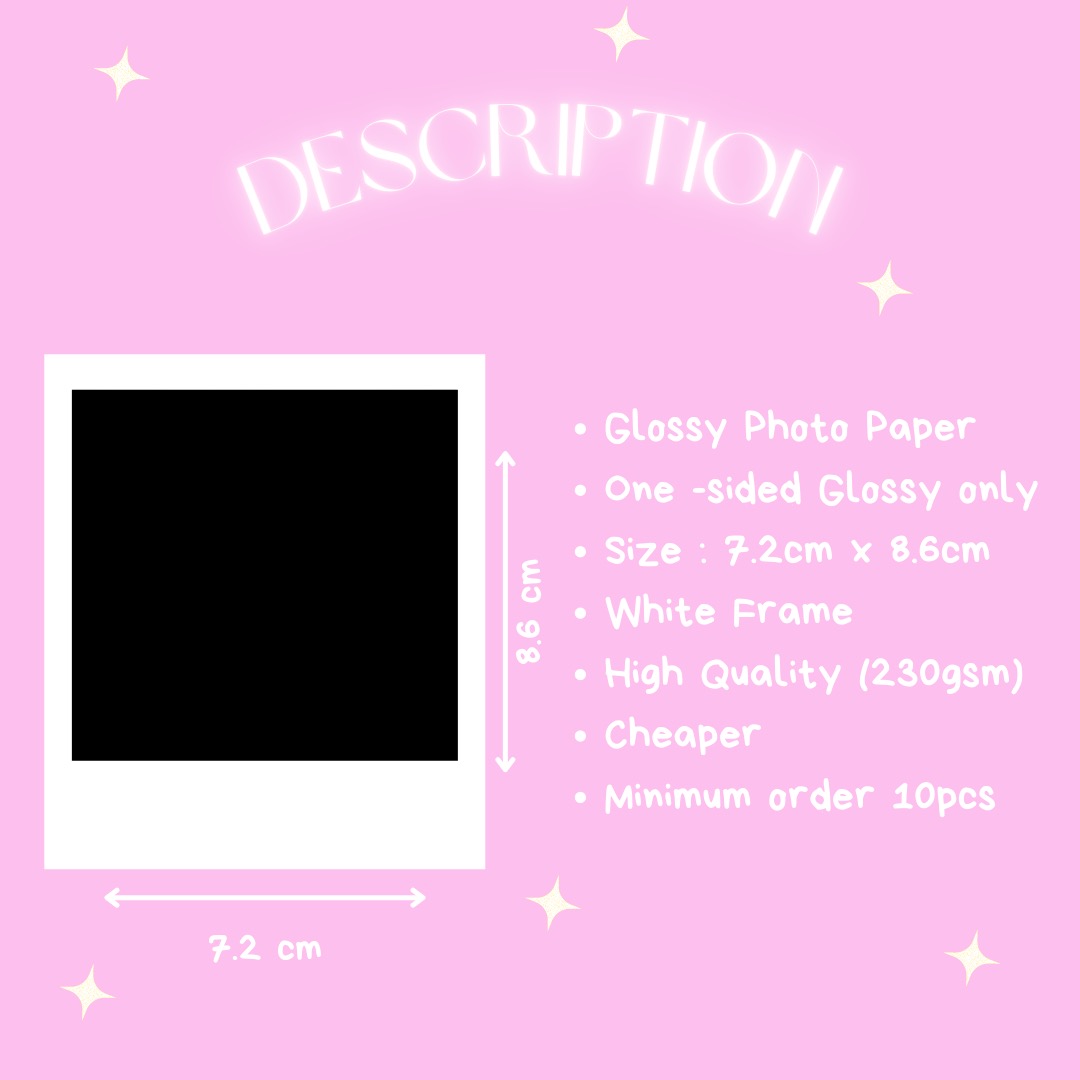 DESCRIPTION
• Glossy Photo Paper
• One -sided Glossy only
• Size : 7.2cm x 8.6cm
• White Frame
• High Quality (230gsm)
• Cheaper
• Minimum order 10pcs
8.6 cm
7.2 cm